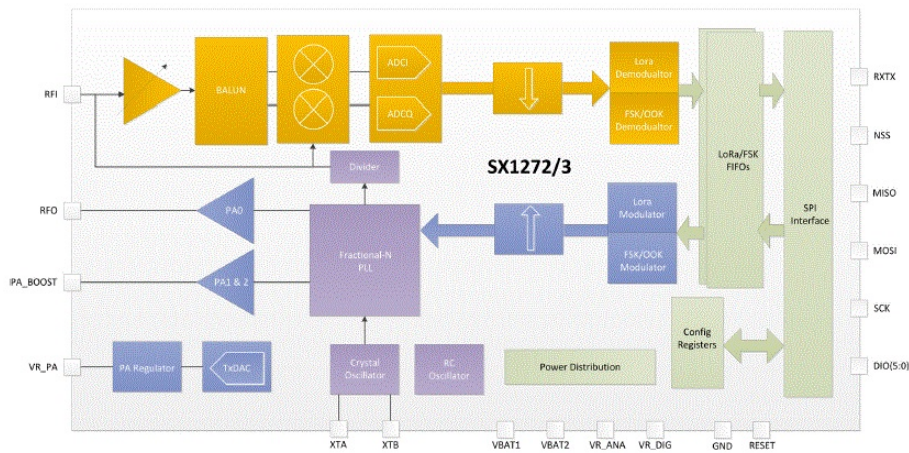 RFI
BALUN
ADCI
ADCQ
Lora
Demodualtor
FSK/OOK
Demodualtor
LoRa/FSK
FIFOs
SPI
Interface
RXTX
NSS
MISO
MOSI
SCK
DIO(5:0)
Divider
SX1272/3
RFO
PA0
Fractional-N
PLL
Lora
Modulator
FSK/OOK
Modulator
PA_BOOST
PA1 & 2
VR_PA
PA Regulator
TxDAC
Crystal
Oscillator
RC
Oscillator
Power Distribution
Config
Registers
XTA
XTB
VBAT1
VBAT2
VR_ANA
VR_DIG
GND
RESET